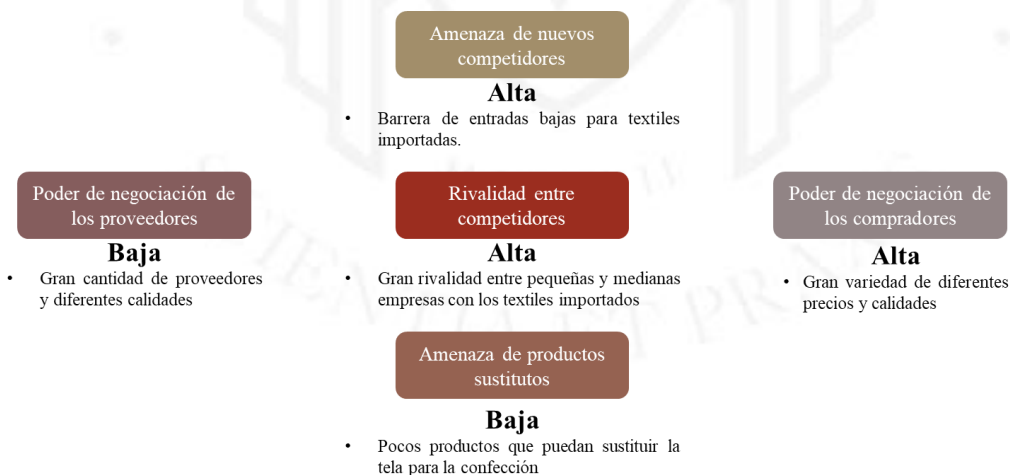 Amenaza de nuevos
competidores
Alta
• Barrera de entradas bajas para textiles
importadas.
Poder de negociación de
los proveedores
Baja
• Gran cantidad de proveedores
y diferentes calidades
Rivalidad entre
competidores
Alta
• Gran rivalidad entre pequeñas y medianas
empresas con los textiles importados
Poder de negociación de
los compradores
Alta
• Gran variedad de diferentes
precios y calidades
Amenaza de productos
sustitutos
Baja
• Pocos productos que puedan sustituir la
tela para la confección